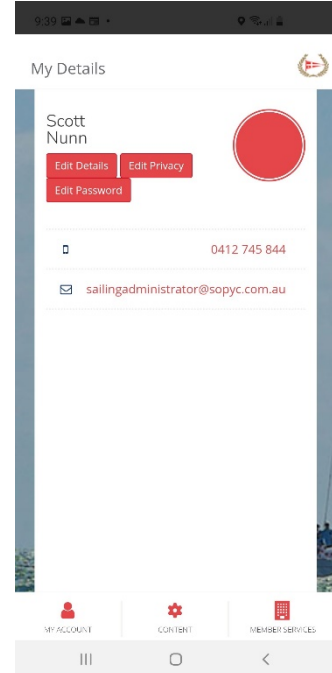 9:39
My Details
Scott
Nunn
Edit Details Edit Privacy
Edit Password
0412 745 844
sailingadministrator@sopyc.com.au
MY ACCOUNT CONTENT MEMBER SERVICES